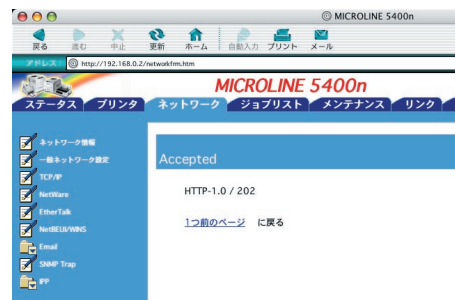 MICROLINE 5400n
戻る 進む 中止 更新 ホーム 自動入力 プリント メール
アドレス: http://192.168.0.2/networkfm.htm
MICROLINE 5400n
ステータス プリンタ ネットワーク ジョブリスト メンテナンス リンク
ネットワーク情報
一般ネットワーク設定
TCP/IP
NetWare
EtherTalk
NetBEUI/WINS
Email
SNMP Trap
IPP
Accepted
HTTP-1.0 / 202
1つ前のページ に戻る